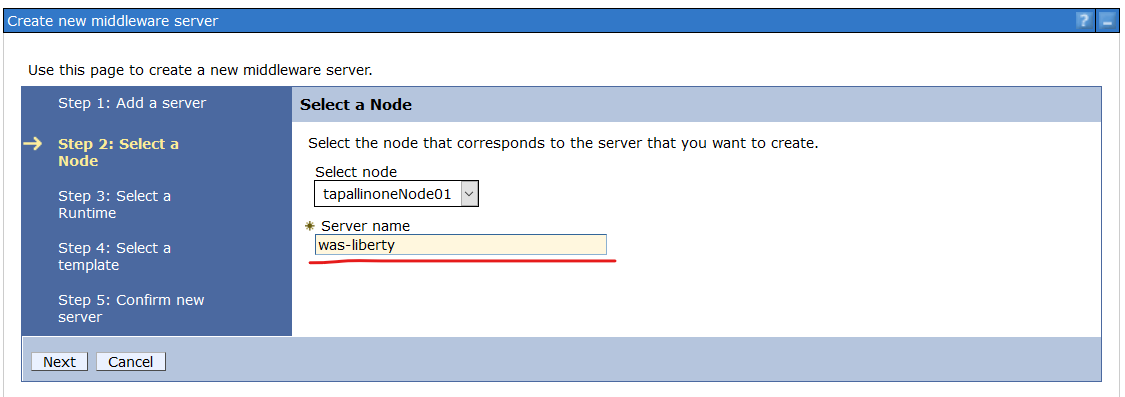 Create new middleware server
?
Use this page to create a new middleware server.
Step 1: Add a server
Step 2: Select a
Node
Step 3: Select a
Runtime
Step 4: Select a
template
Step 5: Confirm new
server
Select a Node
Select the node that corresponds to the server that you want to create.
Select node
tapallinoneNode01
Server name
was-liberty
Next
Cancel